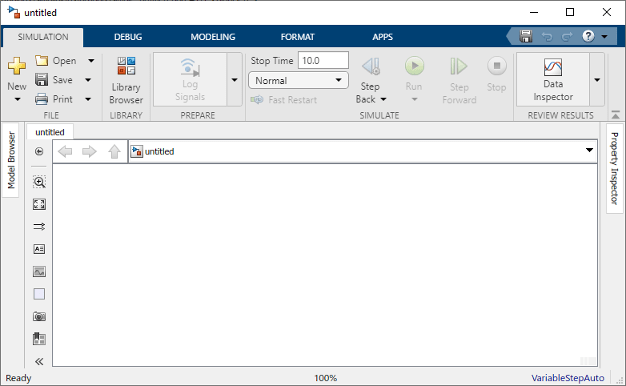 untitled
SIMULATION DEBUG MODELING FORMAT APPS
New
Open
Save
Print
FILE
Library
Browser
LIBRARY
Log
Signals
PREPARE
Stop Time 10.0
Normal
Fast Restart
Step
Back
Run
Step
Forward
Stop
SIMULATE
Data
Inspector
REVIEW RESULTS
Model Browser
untitled
untitled
Property Inspector
Ready 100% VariableStepAuto